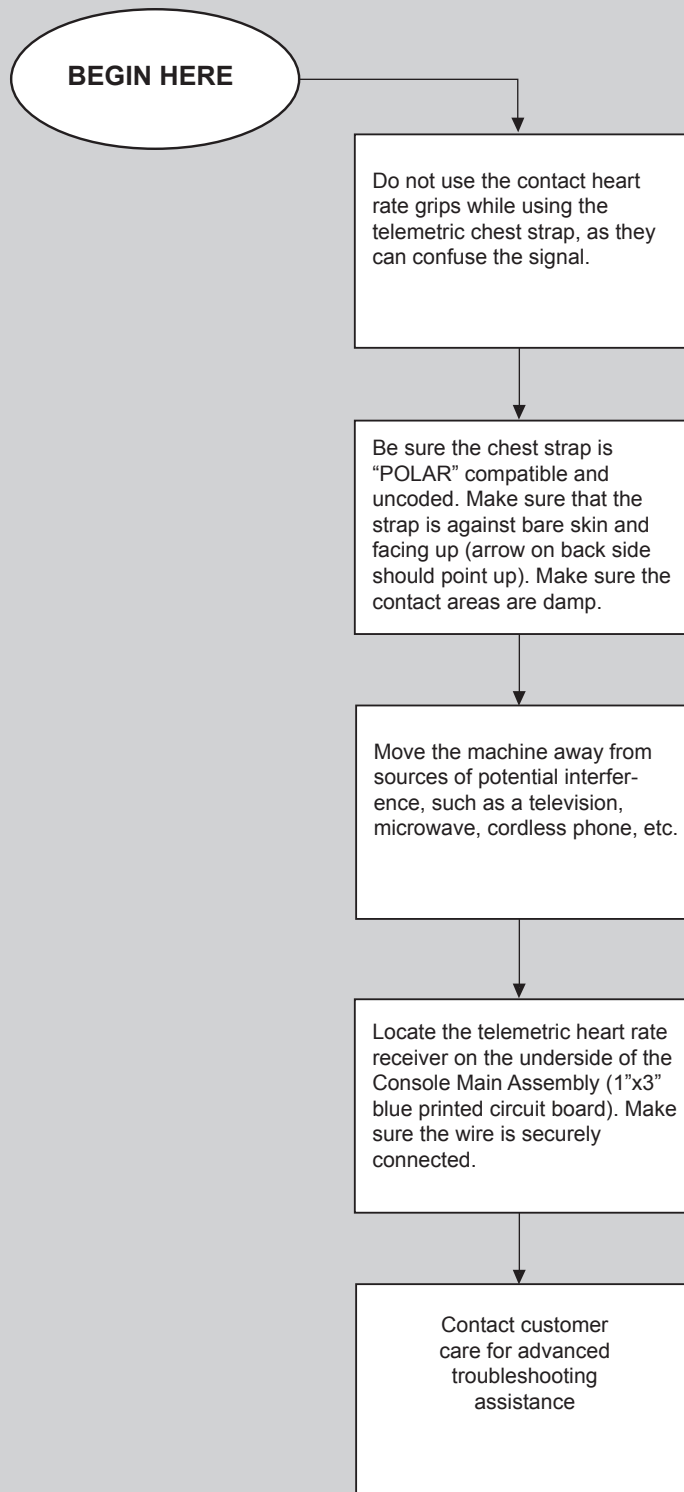 BEGIN HERE
Do not use the contact heart
rate grips while using the
telemetric chest strap, as they
can confuse the signal.
Be sure the chest strap is
“POLAR” compatible and
uncoded. Make sure that the
strap is against bare skin and
facing up (arrow on back side
should point up). Make sure the
contact areas are damp.
Move the machine away from
sources of potential interfer-
ence, such as a television,
microwave, cordless phone, etc.
Locate the telemetric heart rate
receiver on the underside of the
Console Main Assembly (1”x3”
blue printed circuit board). Make
sure the wire is securely
connected.
Contact customer
care for advanced
troubleshooting
assistance